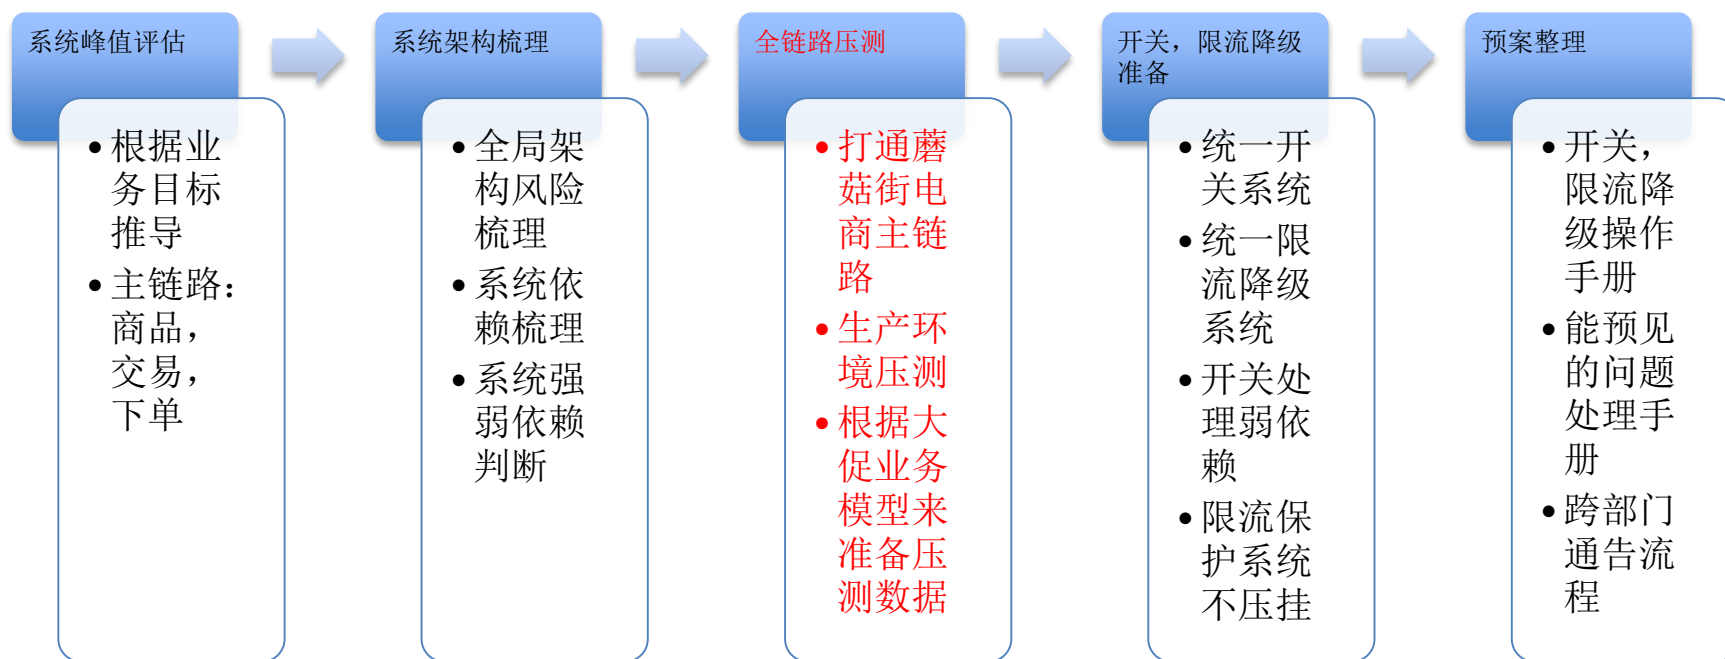 系统峰值评估
• 根据业
务目标
推导
• 主链路：
商品，
交易，
下单
系统架构梳理
• 全局架
构风险
梳理
• 系统依
赖梳理
• 系统强
弱依赖
判断
全链路压测
• 打通蘑
菇街电
商主链
路
• 生产环
境压测
• 根据大
促业务
模型来
准备压
测数据
开关，限流降级
准备
• 统一开
关系统
• 统一限
流降级
系统
• 开关处
理弱依
赖
• 限流保
护系统
不压挂
预案整理
• 开关，
限流降
级操作
手册
• 能预见
的问题
处理手
册
• 跨部门
通告流
程